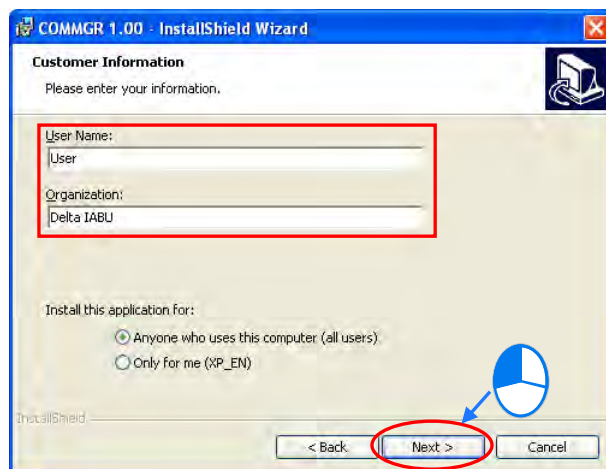 COMMGR 1.00 - InstallShield Wizard
Customer Information
Please enter your information.
User Name:
User
Organization:
Delta IABU
Install this application for:
Anyone who uses this computer (all users)
Only for me (XP_EN)
InstallShield
< Back
Next >
Cancel